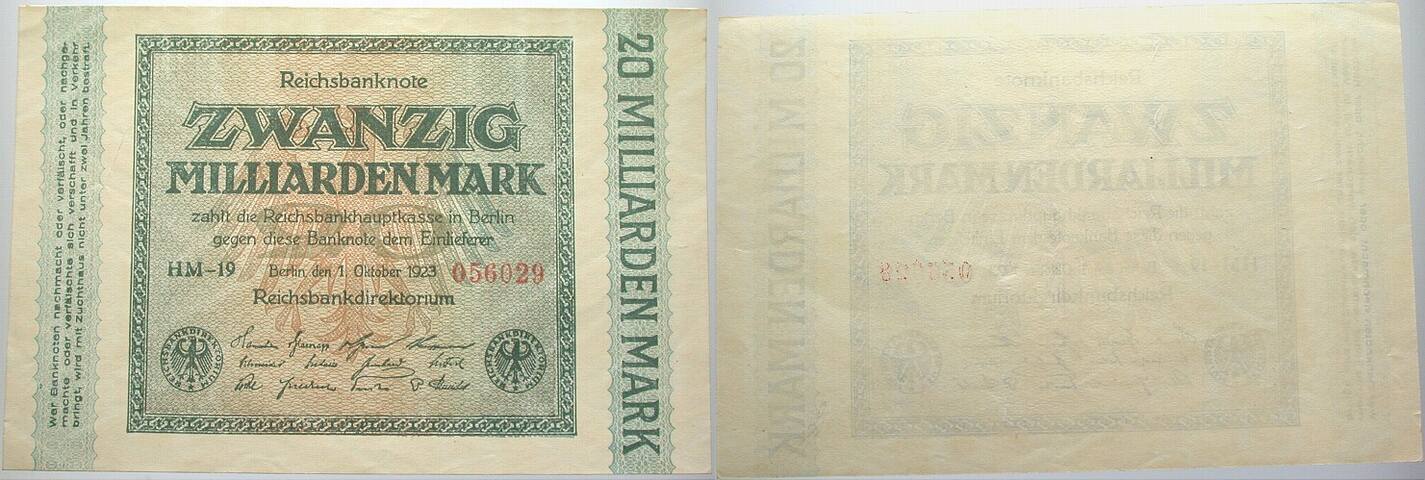 Wer Banknoten nachmacht oder verfälscht, oder nachge-
machte oder verfälschte sich verschafft und in Verkehr
bringt, wird mit Zuchthaus nicht unter zwei Jahren bestraft.
Reichsbanknote
ZWANZIG
MILLIARDEN MARK
zahlt die Reichsbankhauptkasse in Berlin
gegen diese Banknote dem Einlieferer
HM-19 Berlin den 1. Oktober 1923 056029
Reichsbankdirektorium
REICHSBANKDIREKTORIUM
REICHSBANKDIREKTORIUM
20 MILLIARDEN MARK